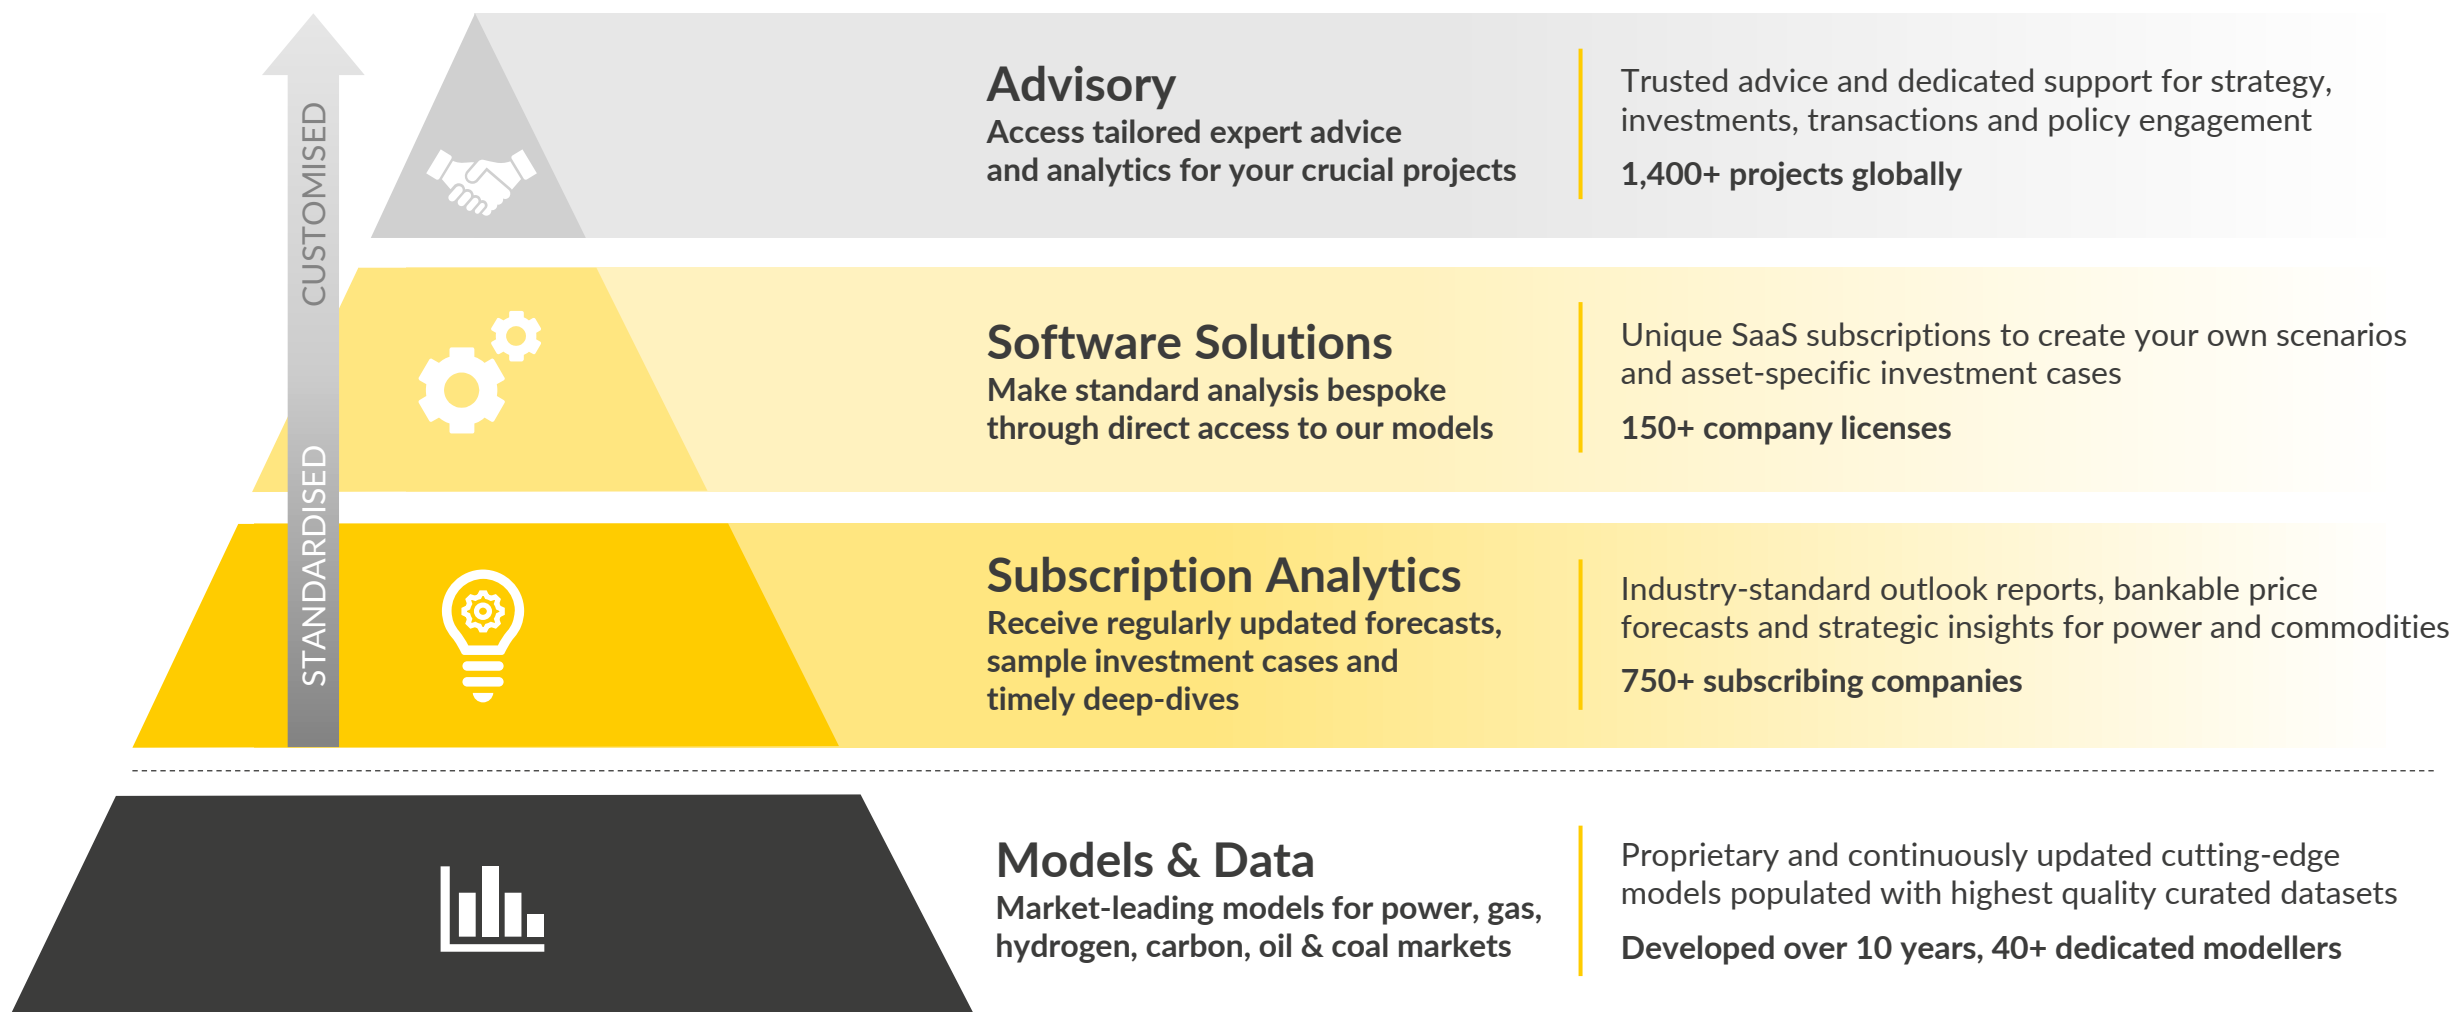 CUSTOMISED
STANDARDISED
Advisory
Access tailored expert advice
and analytics for your crucial projects
Trusted advice and dedicated support for strategy,
investments, transactions and policy engagement
1,400+ projects globally
Software Solutions
Make standard analysis bespoke
through direct access to our models
Unique SaaS subscriptions to create your own scenarios
and asset-specific investment cases
150+ company licenses
Subscription Analytics
Receive regularly updated forecasts,
sample investment cases and
timely deep-dives
Industry-standard outlook reports, bankable price
forecasts and strategic insights for power and commodities
750+ subscribing companies
Models & Data
Market-leading models for power, gas,
hydrogen, carbon, oil & coal markets
Proprietary and continuously updated cutting-edge
models populated with highest quality curated datasets
Developed over 10 years, 40+ dedicated modellers